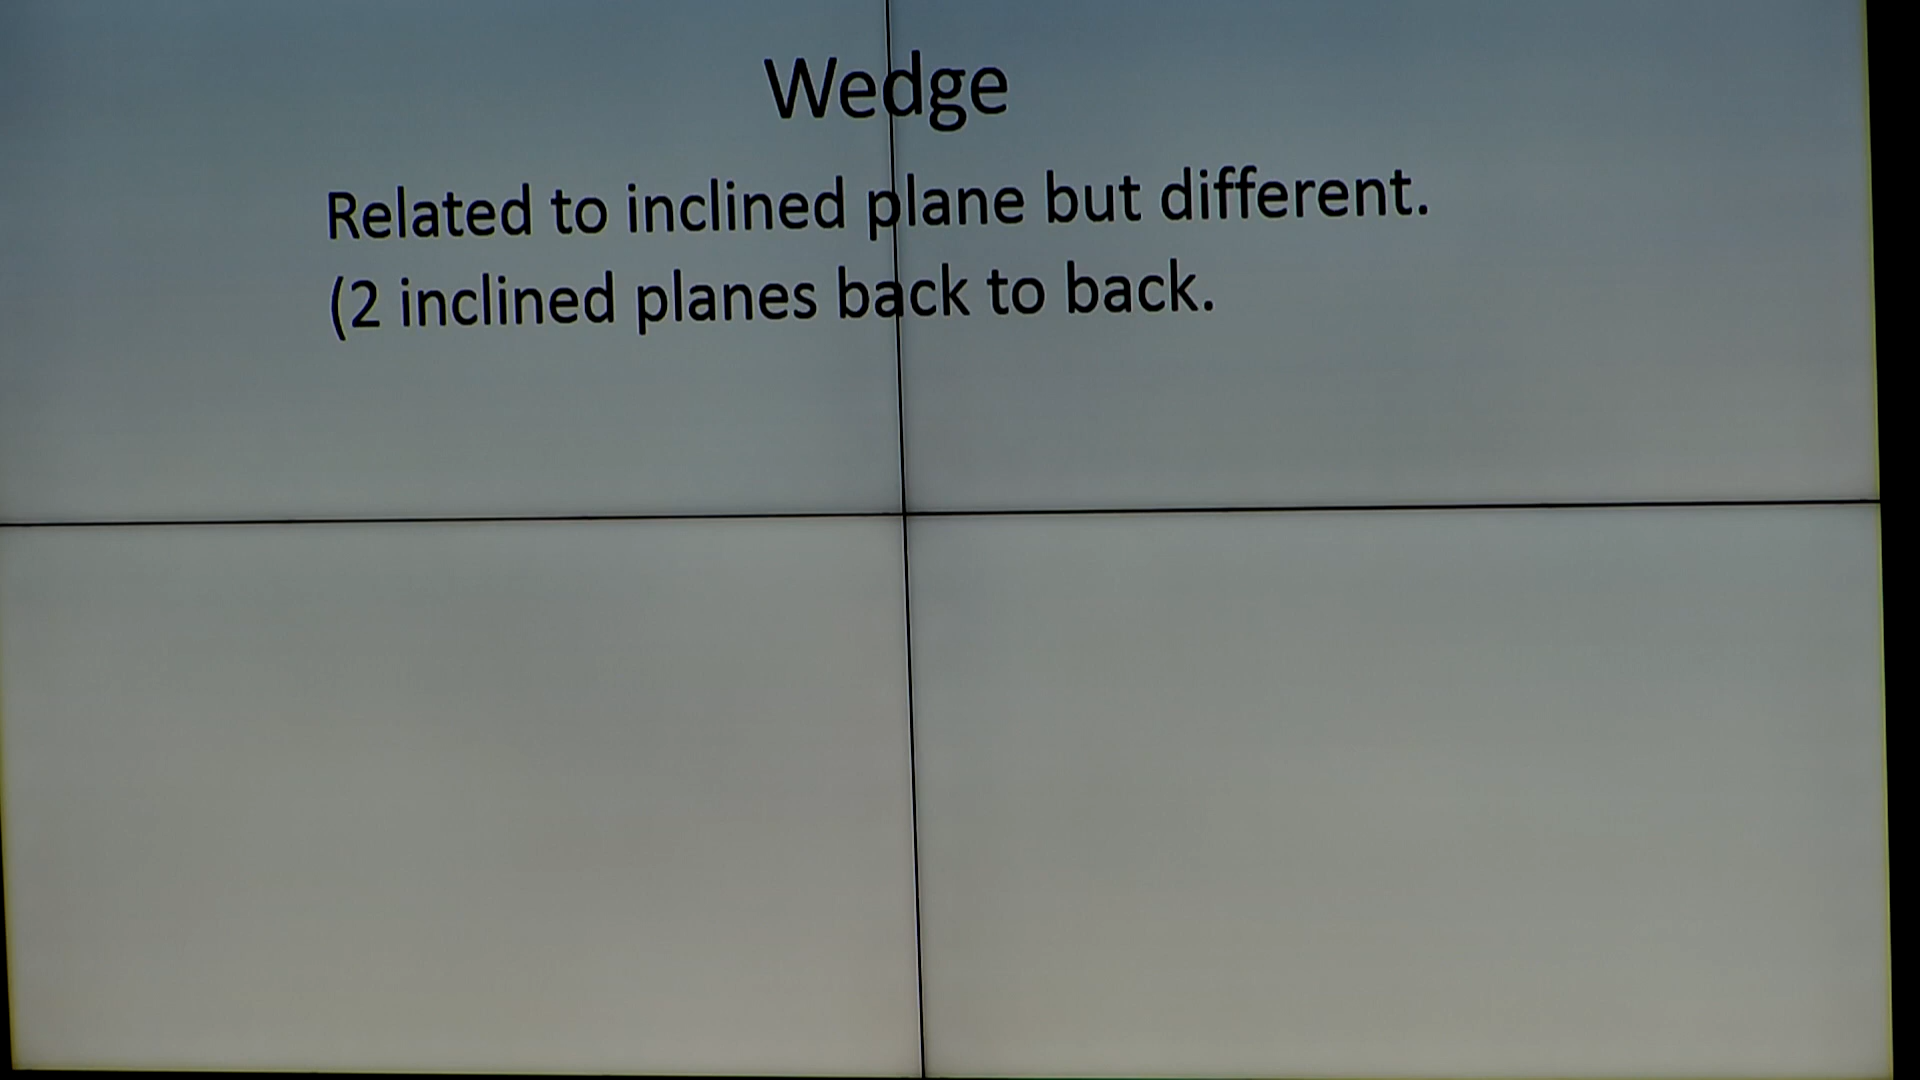 Wedge
Related to inclined plane but different.
(2 inclined planes back to back.